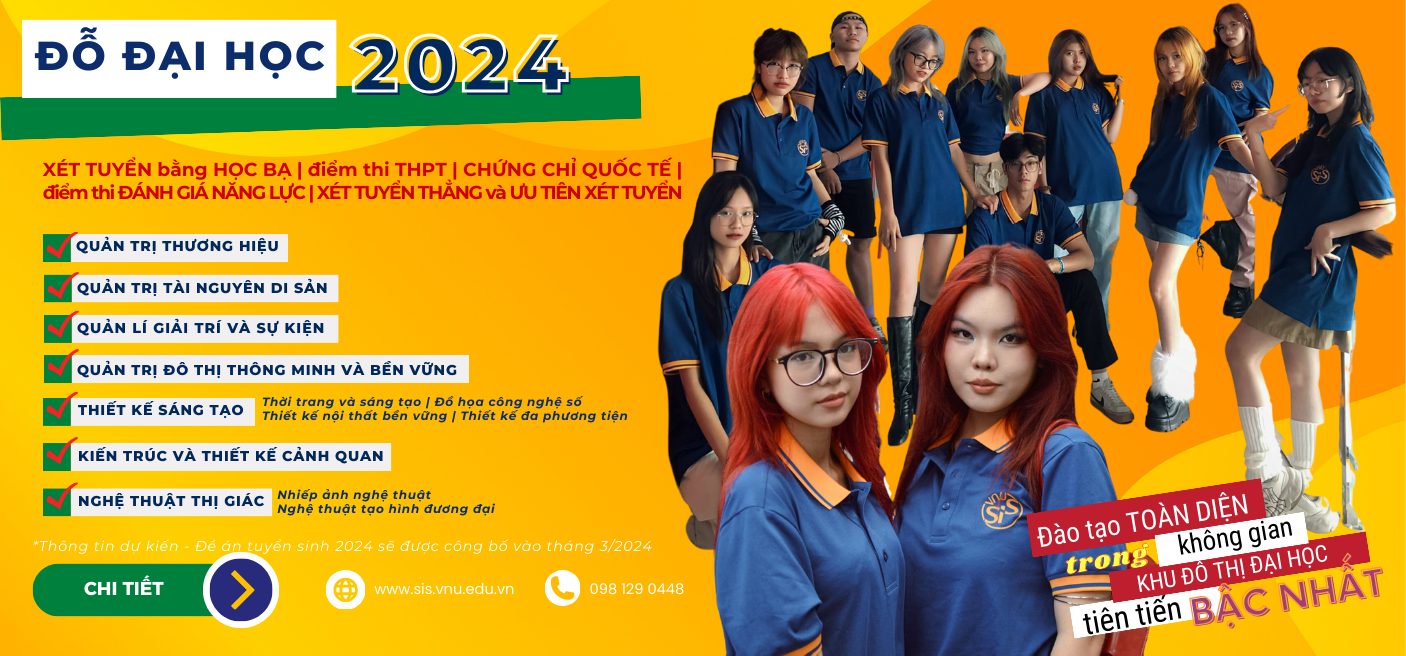 ĐỖ ĐẠI HỌC 2024
XÉT TUYỂN bằng HỌC BẠ | điểm thi THPT | CHỨNG CHỈ QUỐC TẾ |
điểm thi ĐÁNH GIÁ NĂNG LỰC | XÉT TUYỂN THẲNG và ƯU TIÊN XÉT TUYỂN
QUẢN TRỊ THƯƠNG HIỆU
QUẢN TRỊ TÀI NGUYÊN DI SẢN
QUẢN LÍ GIẢI TRÍ VÀ SỰ KIỆN
QUẢN TRỊ ĐÔ THỊ THÔNG MINH VÀ BỀN VỮNG
THIẾT KẾ SÁNG TẠO
Thời trang và sáng tạo | Đồ họa công nghệ số
Thiết kế nội thất bền vững | Thiết kế đa phương tiện
KIẾN TRÚC VÀ THIẾT KẾ CẢNH QUAN
NGHỆ THUẬT THỊ GIÁC
Nhiếp ảnh nghệ thuật
Nghệ thuật tạo hình đương đại
*Thông tin dự kiến - Đề án tuyển sinh 2024 sẽ được công bố vào tháng 3/2024
CHI TIẾT
www.sis.vnu.edu.vn
098 129 0448
VNU
SiS
Đào tạo TOÀN DIỆN
trong không gian
KHU ĐÔ THỊ ĐẠI HỌC
tiên tiến BẬC NHẤT